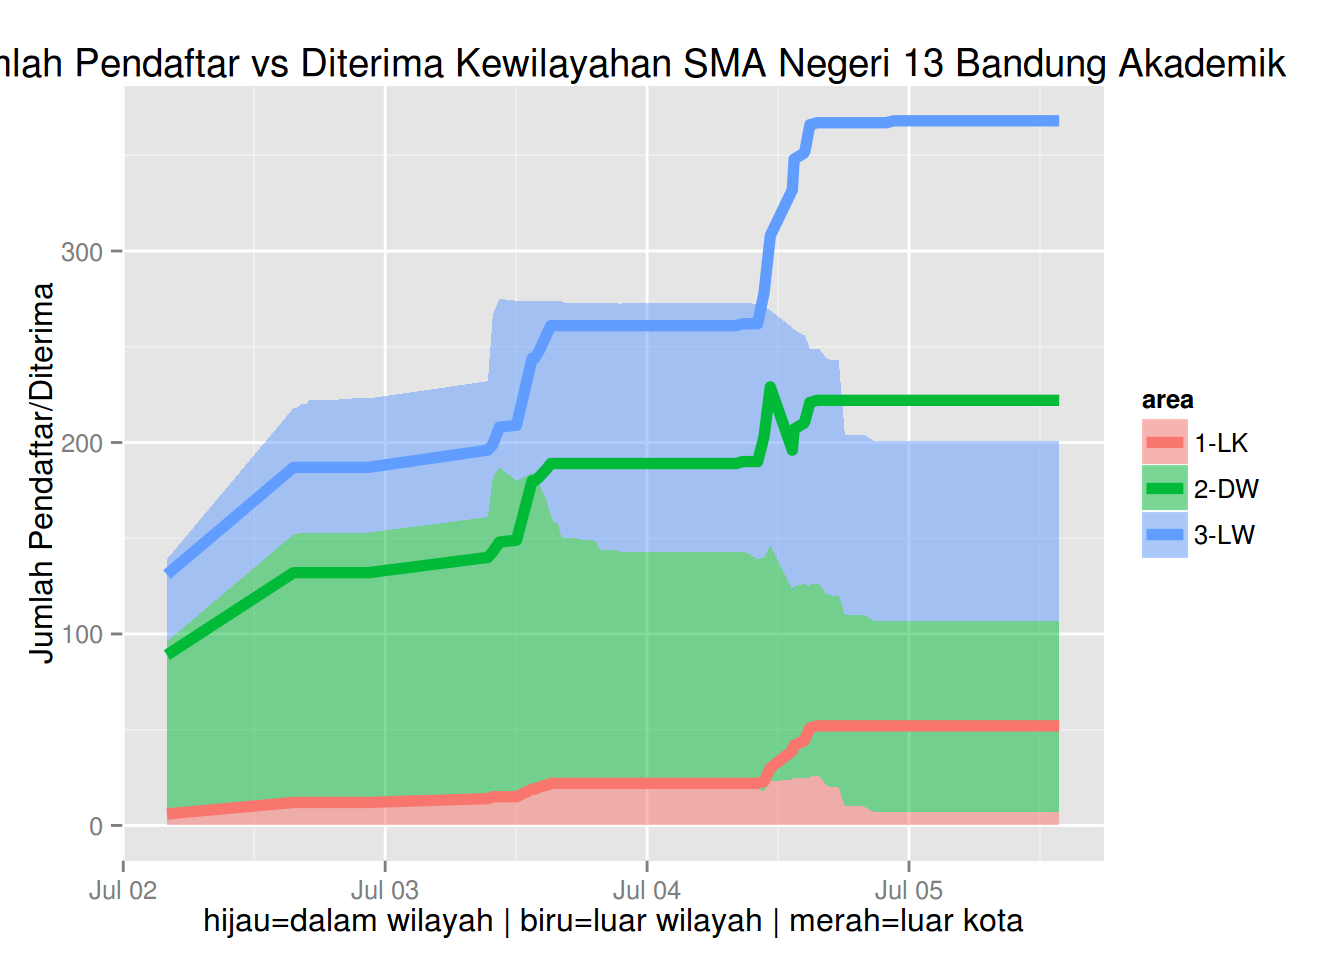 mlah Pendaftar vs Diterima Kewilayahan SMA Negeri 13 Bandung Akademik
Jumlah Pendaftar/Diterima
300
200
100
0
Jul 02
Jul 03
Jul 04
Jul 05
hijau=dalam wilayah | biru=luar wilayah | merah=luar kota
area
1-LK
2-DW
3-LW